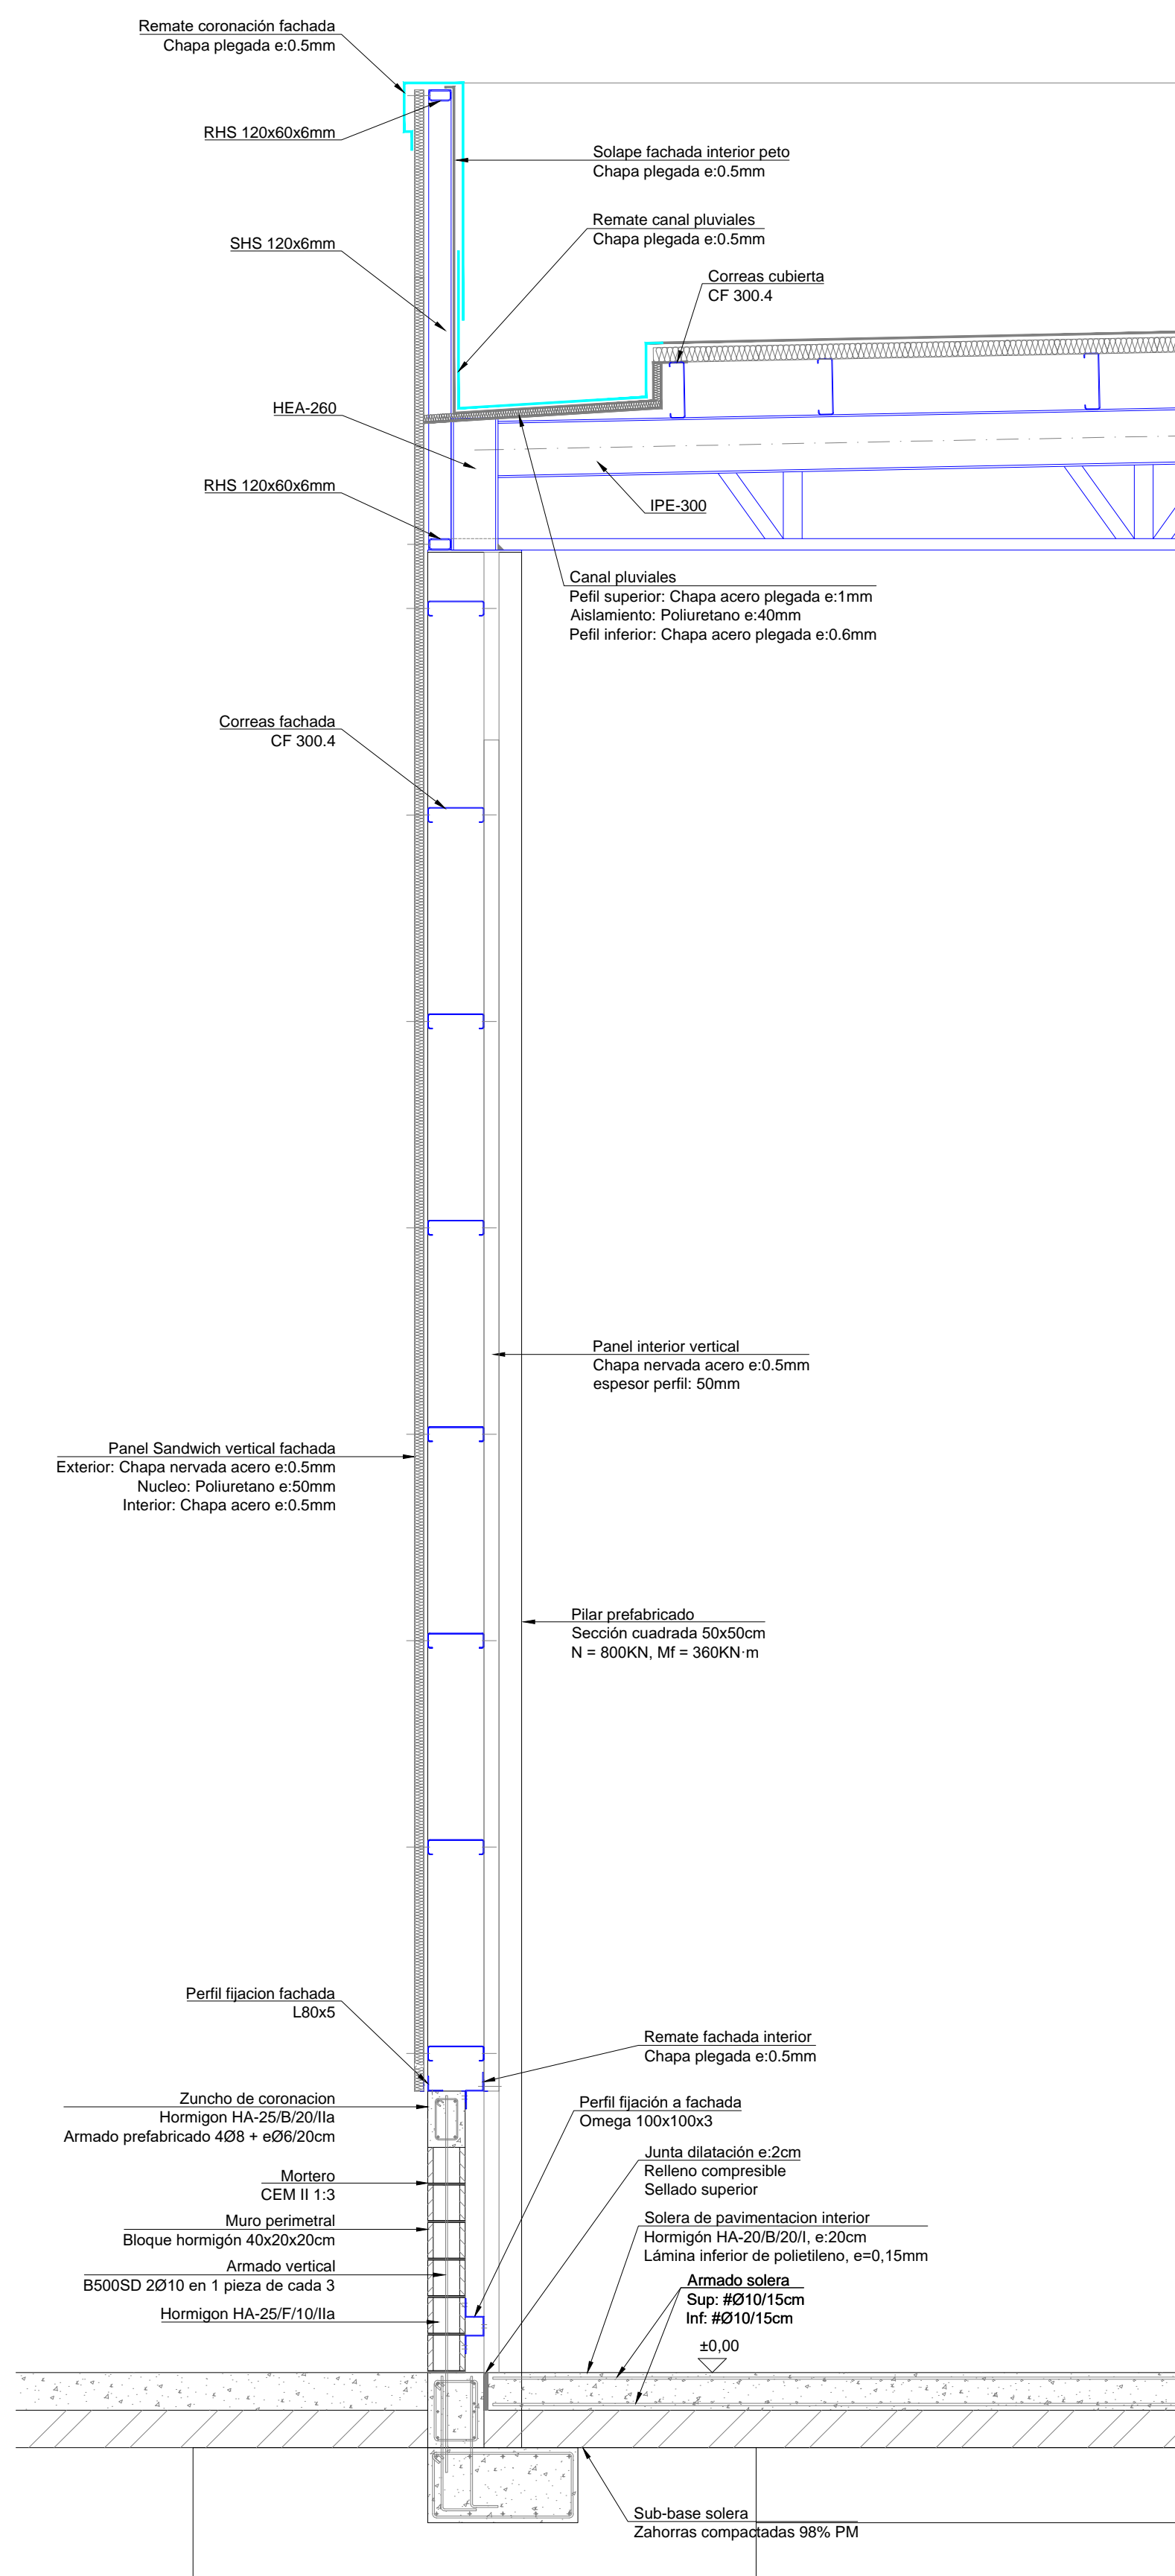 Remate coronación fachada
Chapa plegada e:0.5mm
RHS 120x60x6mm
Solape fachada interior peto
Chapa plegada e:0.5mm
Remate canal pluviales
Chapa plegada e:0.5mm
SHS 120x6mm
Correas cubierta
CF 300.4
HEA-260
RHS 120x60x6mm
IPE-300
Canal pluviales
Pefil superior: Chapa acero plegada e:1mm
Aislamiento: Poliuretano e:40mm
Pefil inferior: Chapa acero plegada e:0.6mm
Correas fachada
CF 300.4
Panel interior vertical
Chapa nervada acero e:0.5mm
espesor perfil: 50mm
Panel Sandwich vertical fachada
Exterior: Chapa nervada acero e:0.5mm
Nucleo: Poliuretano e:50mm
Interior: Chapa acero e:0.5mm
Pilar prefabricado
Sección cuadrada 50x50cm
N = 800KN, Mf = 360KN·m
Perfil fijacion fachada
L80x5
Remate fachada interior
Chapa plegada e:0.5mm
Zuncho de coronacion
Hormigon HA-25/B/20/IIa
Armado prefabricado 4Ø8 + eØ6/20cm
Perfil fijación a fachada
Omega 100x100x3
Junta dilatación e:2cm
Relleno compresible
Sellado superior
Mortero
CEM II 1:3
Muro perimetral
Bloque hormigón 40x20x20cm
Solera de pavimentacion interior
Hormigón HA-20/B/20/I, e:20cm
Lámina inferior de polietileno, e=0,15mm
Armado vertical
B500SD 2Ø10 en 1 pieza de cada 3
Armado solera
Sup: #Ø10/15cm
Inf: #Ø10/15cm
Hormigon HA-25/F/10/IIa
±0,00
Sub-base solera
Zahorras compactadas 98% PM